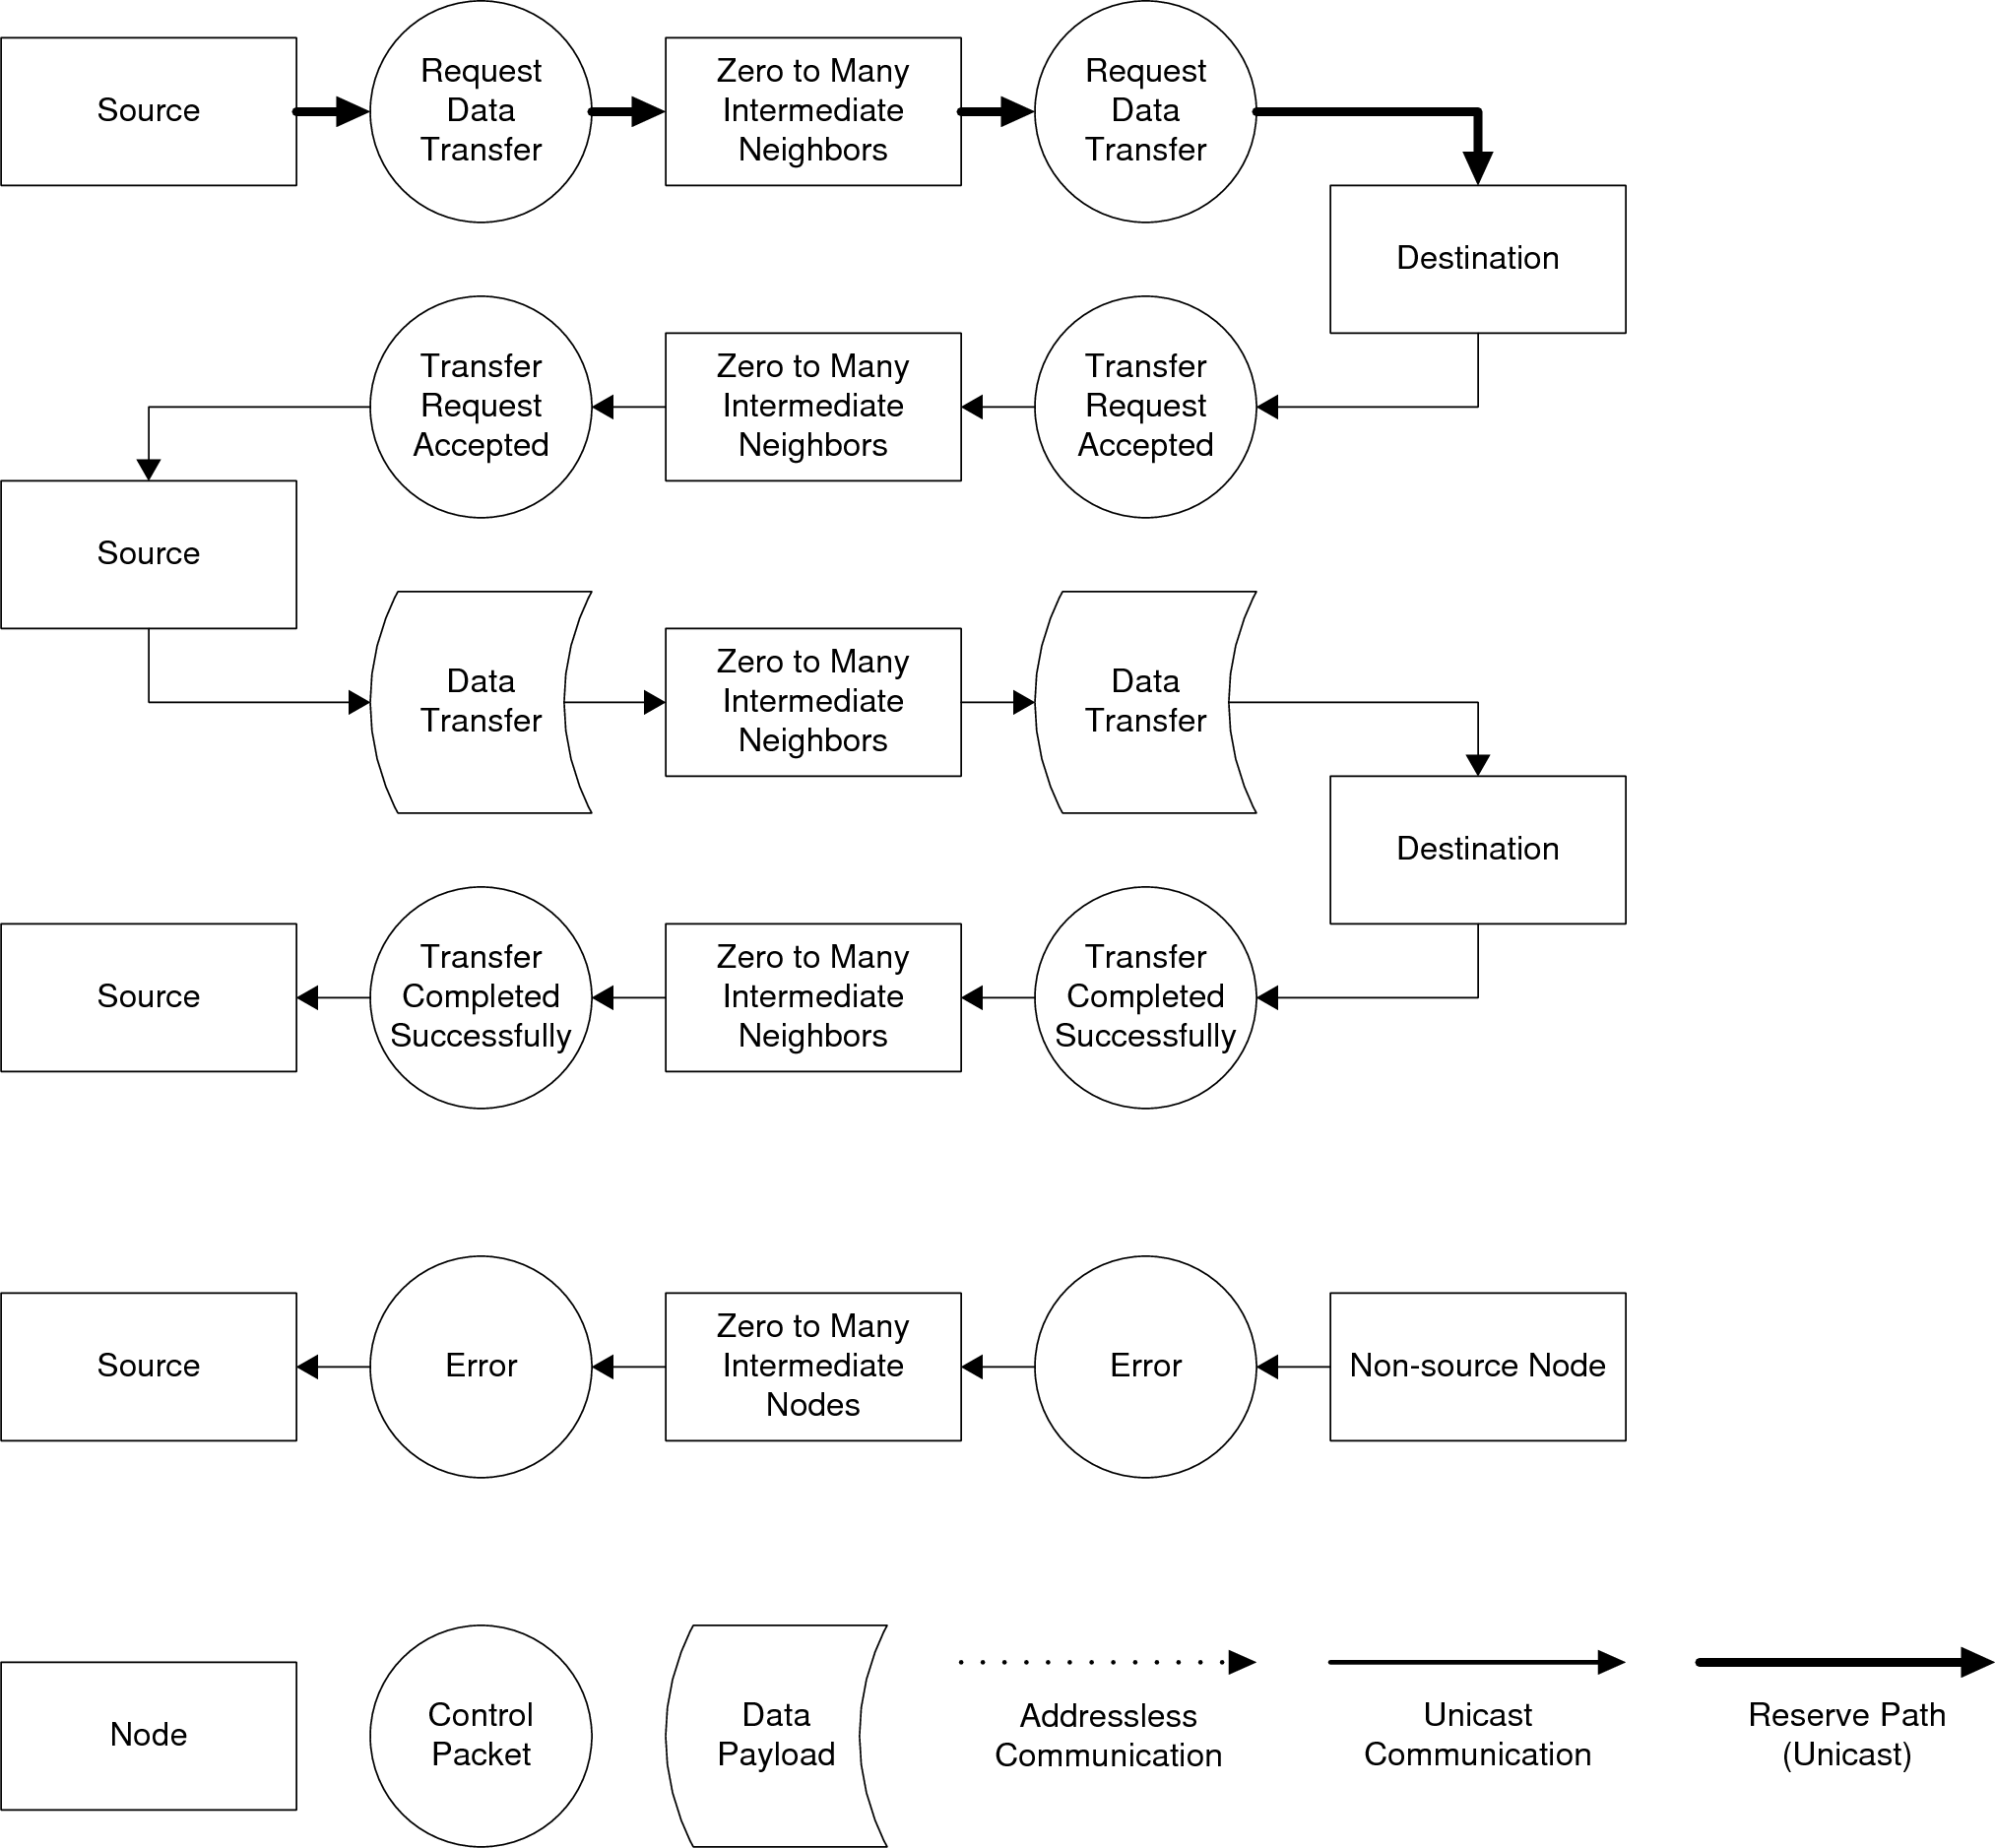 Source
Request
Data
Transfer
Zero to Many
Intermediate
Neighbors
Request
Data
Transfer
Destination
Transfer
Request
Accepted
Zero to Many
Intermediate
Neighbors
Transfer
Request
Accepted
Source
Data
Transfer
Zero to Many
Intermediate
Neighbors
Data
Transfer
Destination
Source
Transfer
Completed
Successfully
Zero to Many
Intermediate
Neighbors
Transfer
Completed
Successfully
Source
Error
Zero to Many
Intermediate
Nodes
Error
Non-source Node
Node
Control
Packet
Data
Payload
Addressless
Communication
Unicast
Communication
Reserve Path
(Unicast)